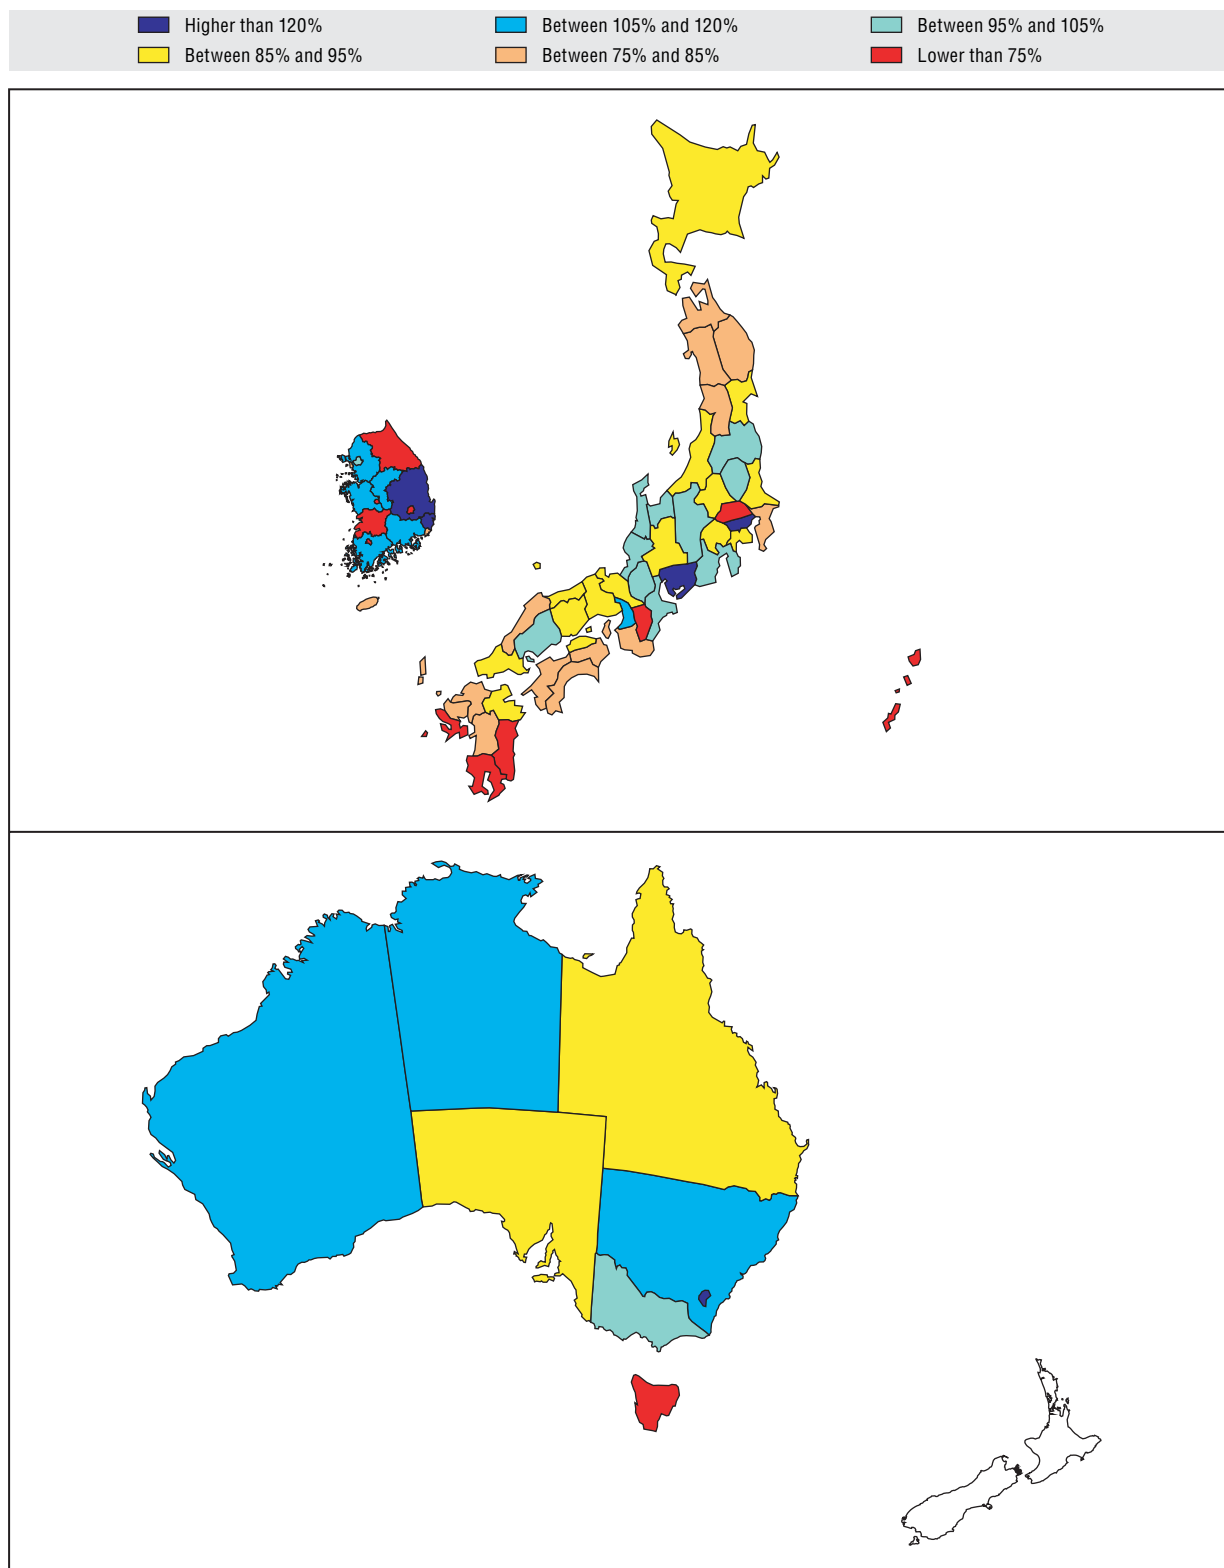 Higher than 120% Between 105% and 120% Between 95% and 105%
Between 85% and 95% Between 75% and 85% Lower than 75%